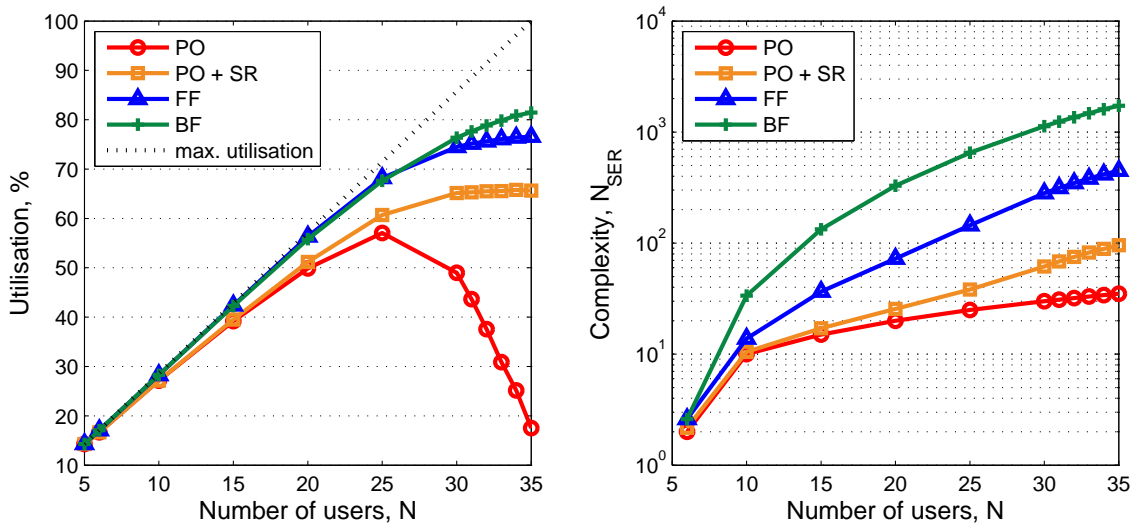 100
90
80
70
60
50
40
30
20
10
5
10
15
20
25
30
35
Utilisation, %
Number of users, N
PO
PO + SR
FF
BF
max. utilisation
10^4
10^3
10^2
10^1
10^0
5
10
15
20
25
30
35
Complexity, N_SER
Number of users, N
PO
PO + SR
FF
BF